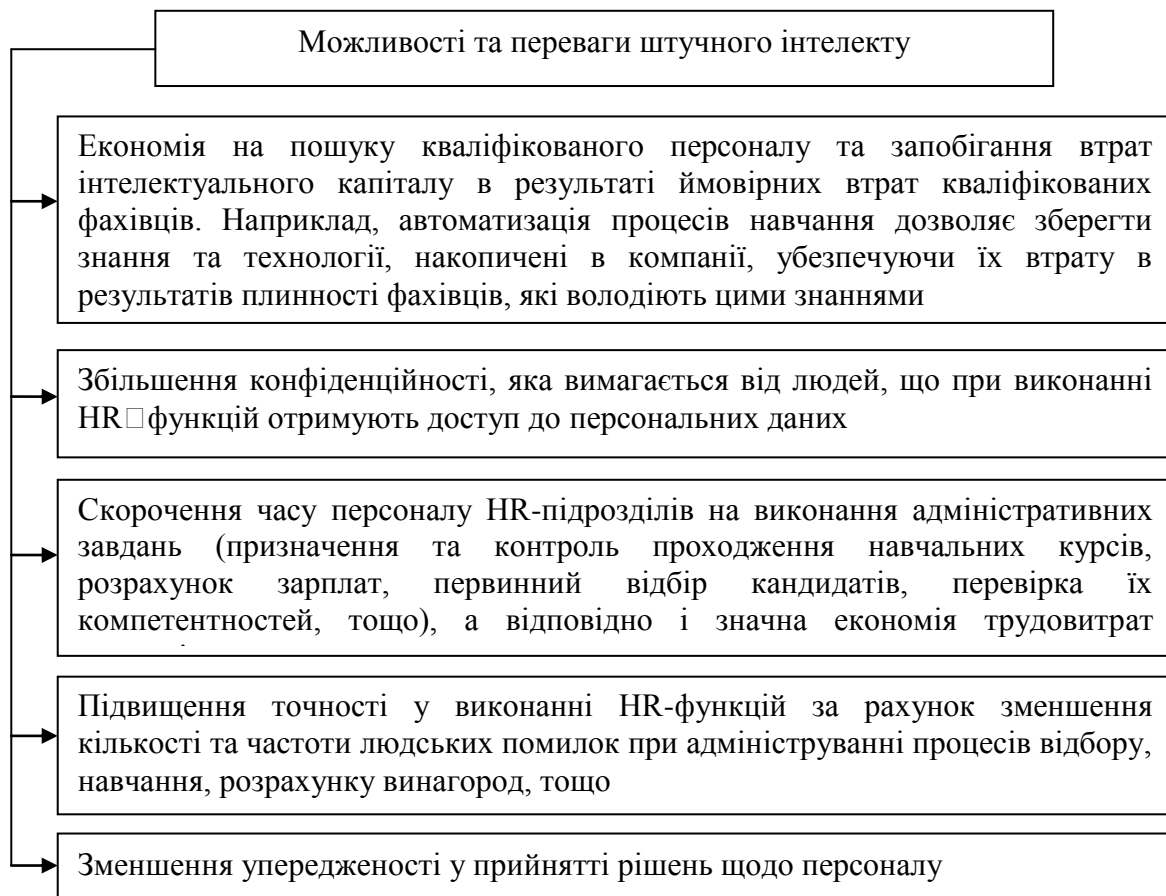 Можливості та переваги штучного інтелекту
Економія на пошуку кваліфікованого персоналу та запобігання втрат
інтелектуального капіталу в результаті ймовірних втрат кваліфікованих
фахівців. Наприклад, автоматизація процесів навчання дозволяє зберегти
знання та технології, накопичені в компанії, убезпечуючи їх втрату в
результатів плинності фахівців, які володіють цими знаннями
Збільшення конфіденційності, яка вимагається від людей, що при виконанні
HR□функцій отримують доступ до персональних даних
Скорочення часу персоналу HR-підрозділів на виконання адміністративних
завдань (призначення та контроль проходження навчальних курсів,
розрахунок зарплат, первинний відбір кандидатів, перевірка їх
компетентностей, тощо), а відповідно і значна економія трудовитрат
Підвищення точності у виконанні HR-функцій за рахунок зменшення
кількості та частоти людських помилок при адмініструванні процесів відбору,
навчання, розрахунку винагород, тощо
Зменшення упередженості у прийнятті рішень щодо персоналу